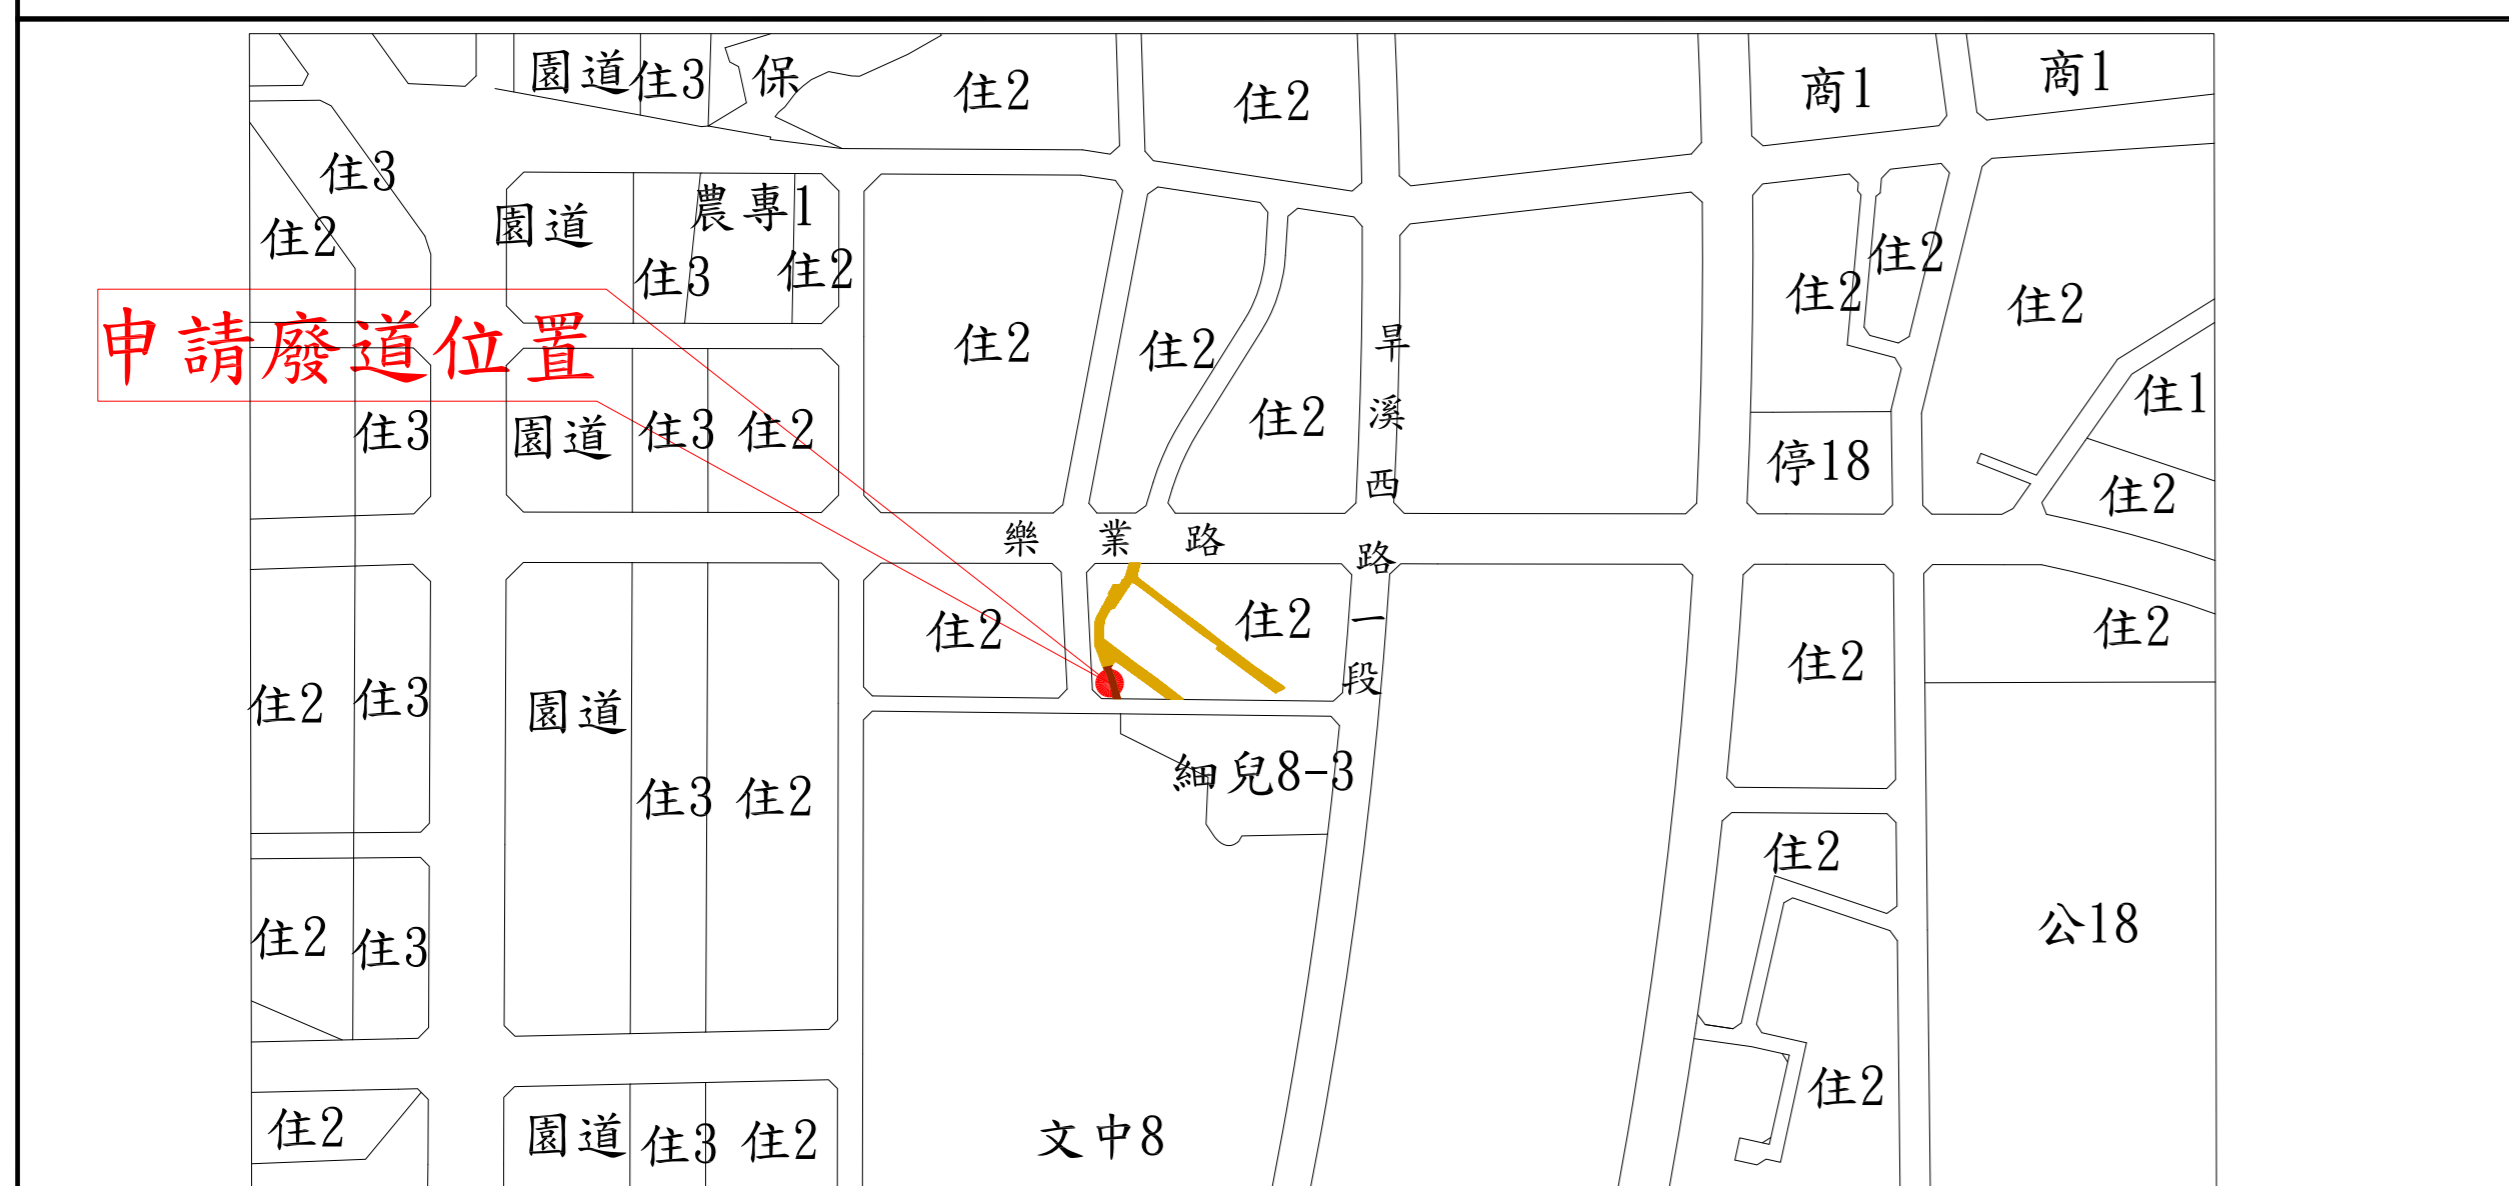 園道 住3 保 住2 住2 商1 商1
住3
住2 園道 農專1 住2
住3 住2 住2 住2
申請廢道位置 住2 住2 住1
住3 園道 住3 住2 住2 停18 住2
旱溪西路一段
樂業路
住2 住2 住2 住2
住2 住3 園道
住3 住2 細兒8-3 住2
住2 住3 公18
住2 園道 住3 住2 文中8 住2